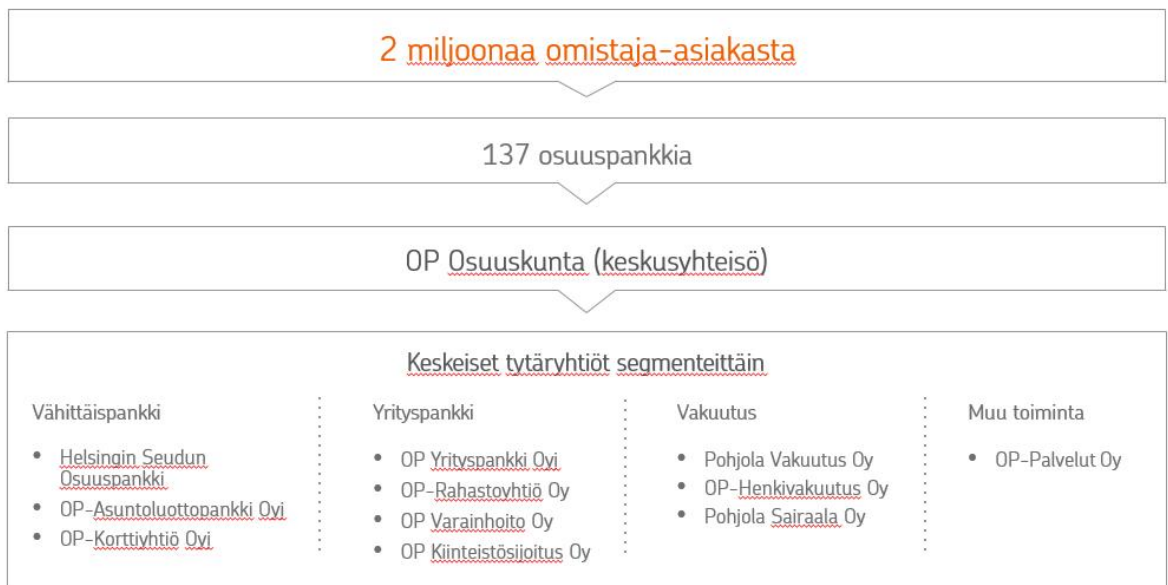 2 miljoonaa omistaja-asiakasta
137 osuuspankkia
OP Osuuskunta (keskusyhteisö)
Keskeiset tytäryhtiöt segmenteittäin
Vähittäispankki
• Helsingin Seudun
Osuuspankki
• OP-Asuntoluottopankki Oyj
• OP-Korttiyhtiö Oyj
Yrityspankki
• OP Yrityspankki Oyj
• OP-Rahastoyhtiö Oy
• OP Varainhoito Oy
• OP Kiinteistösijoitus Oy
Vakuutus
• Pohjola Vakuutus Oy
• OP-Henkivakuutus Oy
• Pohjola Sairaala Oy
Muu toiminta
• OP-Palvelut Oy